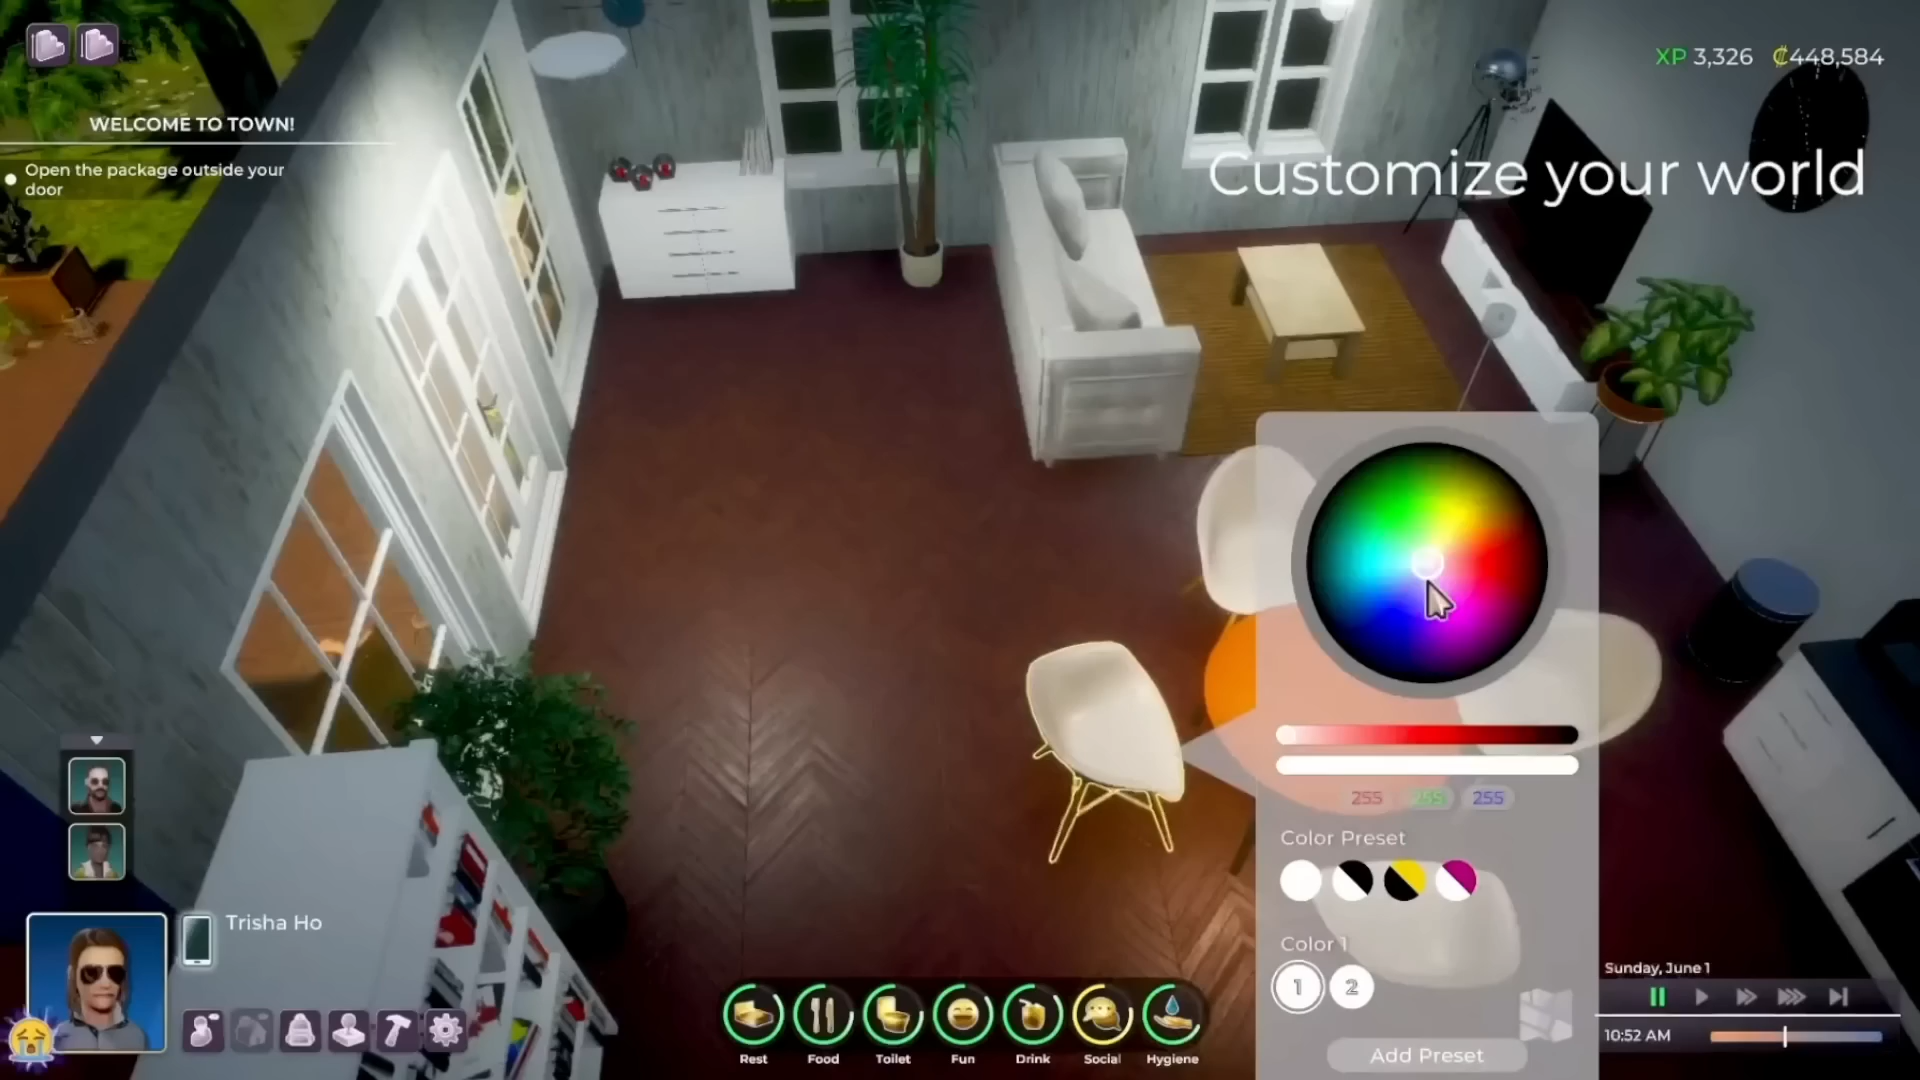 XP 3,326 ₡448,584
WELCOME TO TOWN!
Open the package outside your
door
Customize your world
255 255 255
Color Preset
Color 1
1 2
Add Preset
Trisha Ho
Rest Food Toilet Fun Drink Social Hygiene
Sunday, June 1
10:52 AM